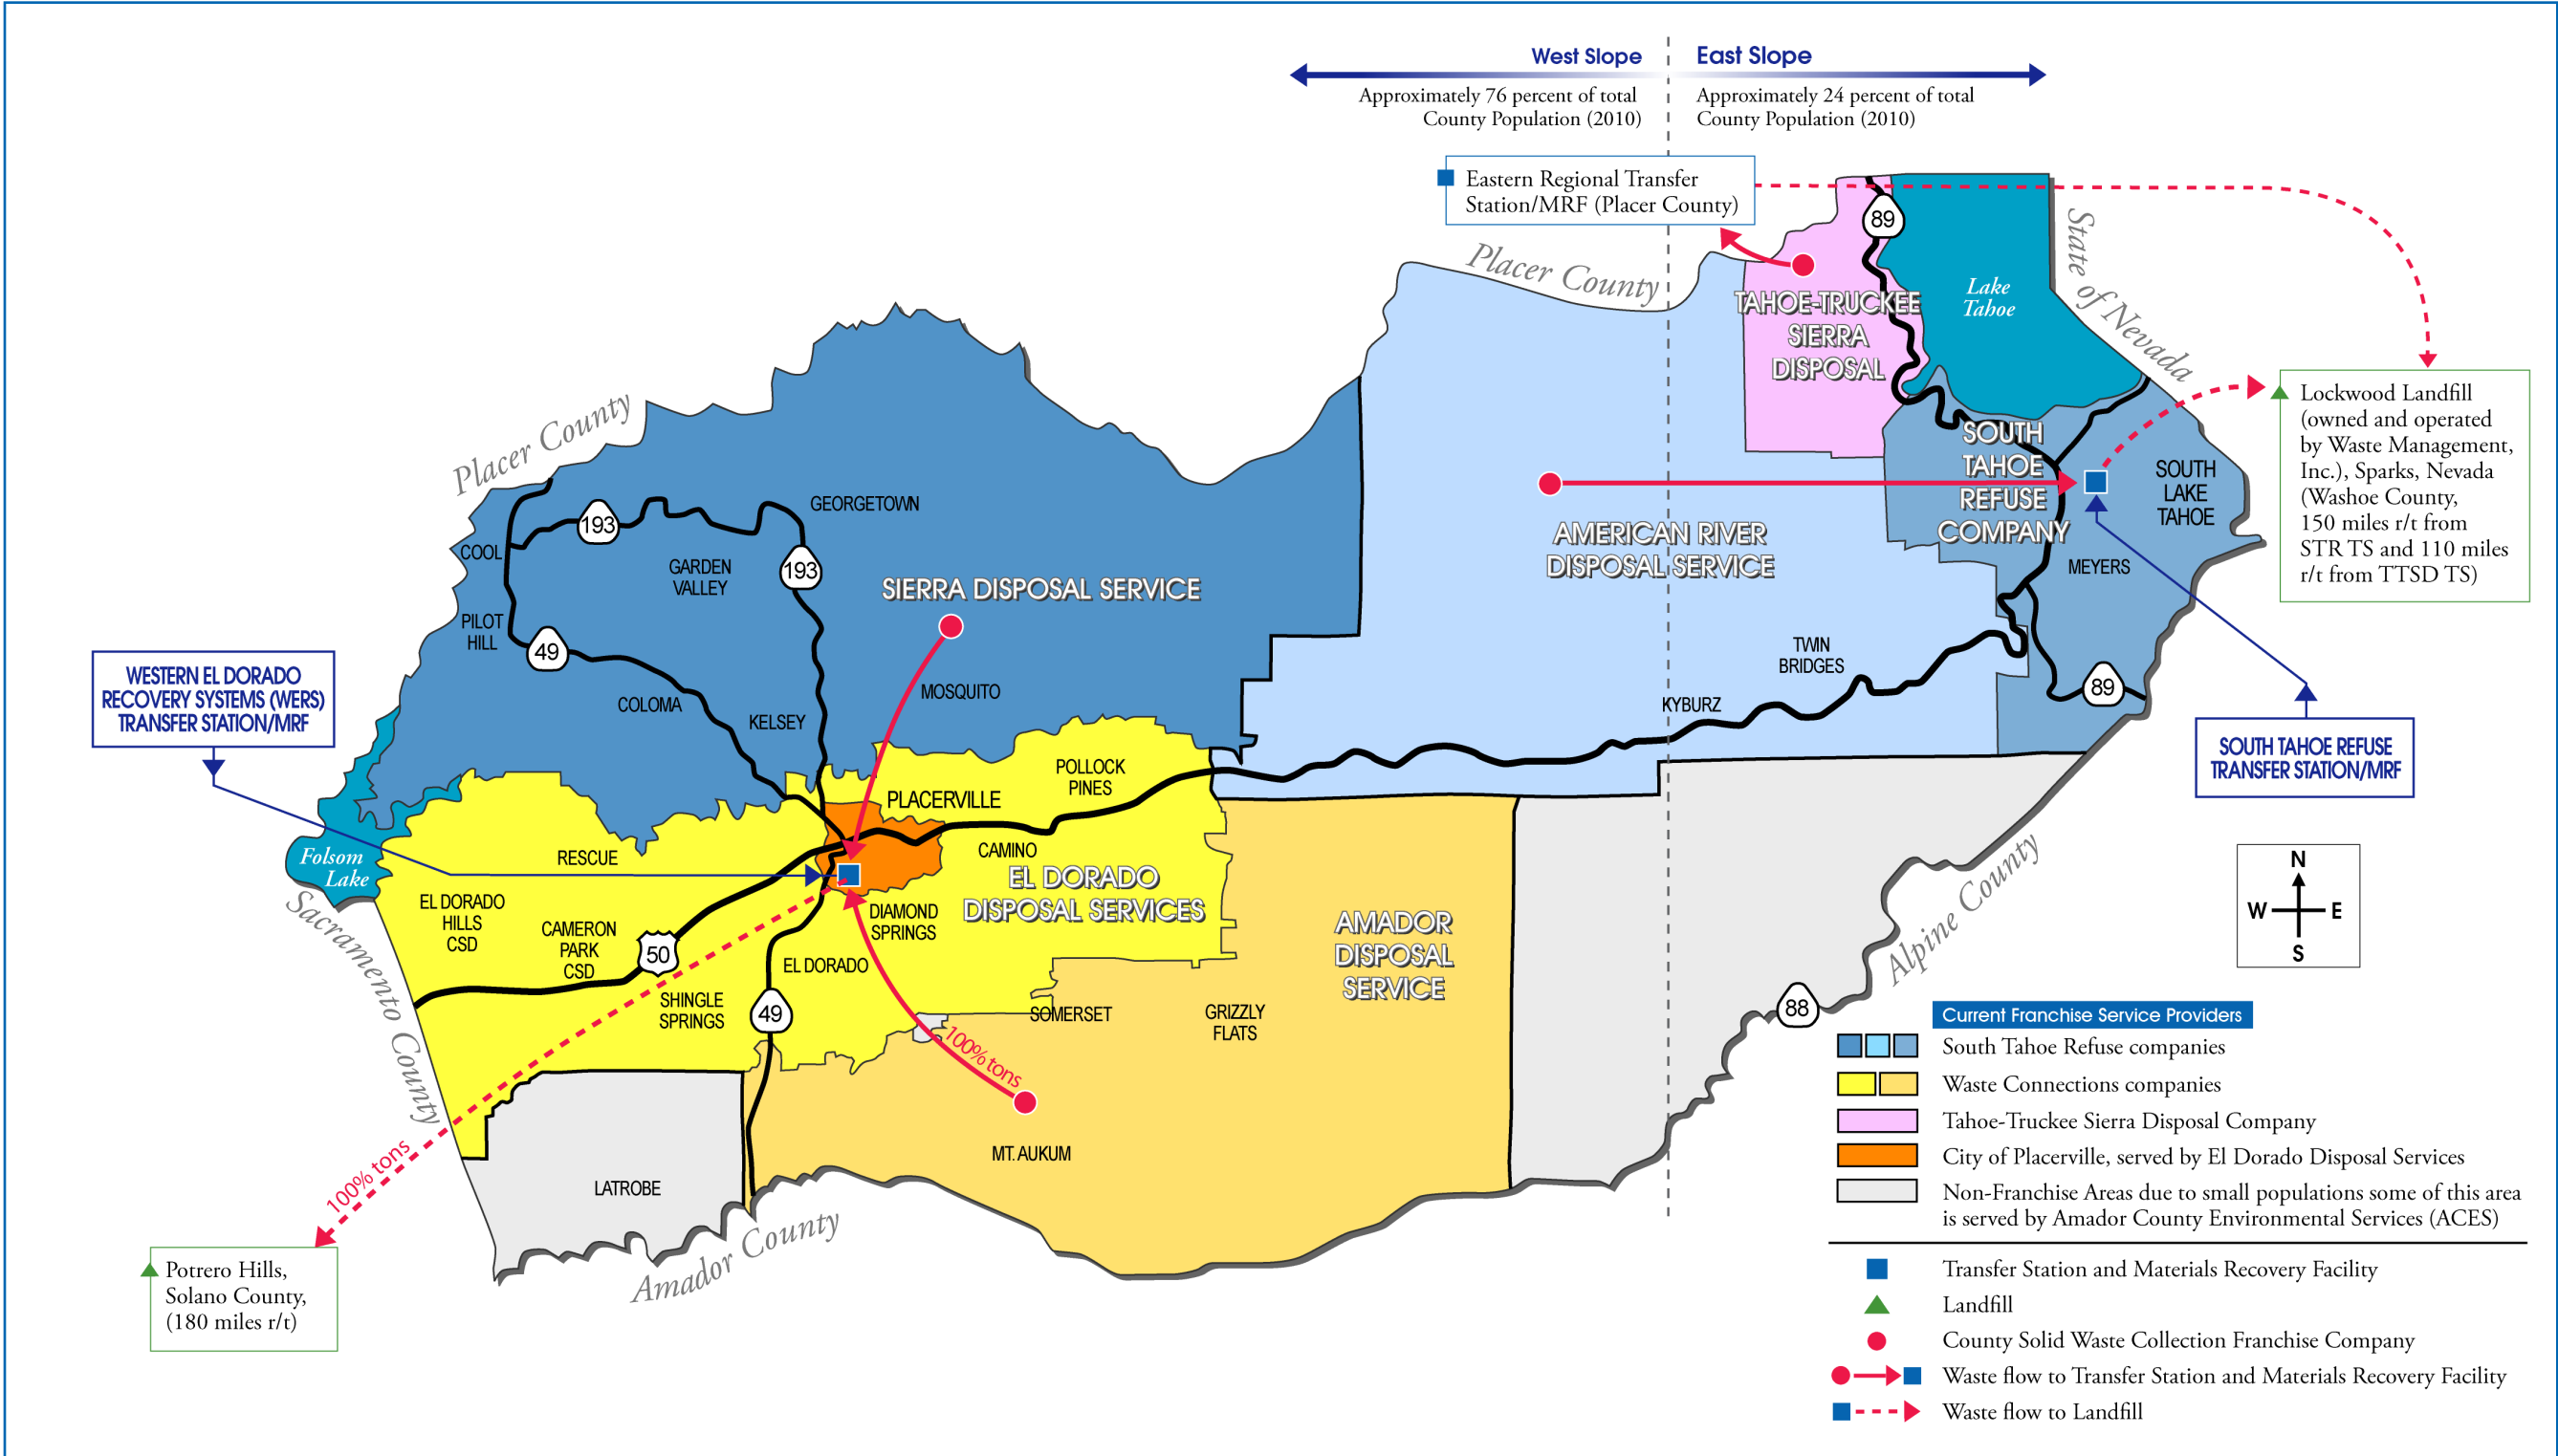 West Slope
East Slope
Approximately 76 percent of total
County Population (2010)
Approximately 24 percent of total
County Population (2010)
Eastern Regional Transfer
Station/MRF (Placer County)
Placer County
89
State of Nevada
Lake
Tahoe
TAHOE-TRUCKEE
SIERRA
DISPOSAL
Lockwood Landfill
(owned and operated
by Waste Management,
Inc.), Sparks, Nevada
(Washoe County,
150 miles r/t from
STR TS and 110 miles
r/t from TTSD TS)
Placer County
SOUTH
TAHOE
REFUSE
COMPANY
SOUTH
LAKE
TAHOE
193
GEORGETOWN
COOL
GARDEN
VALLEY
193
SIERRA DISPOSAL SERVICE
AMERICAN RIVER
DISPOSAL SERVICE
MEYERS
PILOT
HILL
49
TWIN
BRIDGES
WESTERN EL DORADO
RECOVERY SYSTEMS (WERS)
TRANSFER STATION/MRF
MOSQUITO
COLOMA
KELSEY
KYBURZ
89
SOUTH TAHOE REFUSE
TRANSFER STATION/MRF
POLLOCK
PINES
PLACERVILLE
Folsom
Lake
RESCUE
CAMINO
EL DORADO
DISPOSAL SERVICES
EL DORADO
HILLS
CSD
CAMERON
PARK
CSD
50
DIAMOND
SPRINGS
AMADOR
DISPOSAL
SERVICE
EL DORADO
SHINGLE
SPRINGS
49
SOMERSET
GRIZZLY
FLATS
100% tons
Sacramento County
Alpine County
88
N
W
E
S
MT. AUKUM
LATROBE
100% tons
Amador County
Potrero Hills,
Solano County,
(180 miles r/t)
Current Franchise Service Providers
South Tahoe Refuse companies
Waste Connections companies
Tahoe-Truckee Sierra Disposal Company
City of Placerville, served by El Dorado Disposal Services
Non-Franchise Areas due to small populations some of this area
is served by Amador County Environmental Services (ACES)
Transfer Station and Materials Recovery Facility
Landfill
County Solid Waste Collection Franchise Company
Waste flow to Transfer Station and Materials Recovery Facility
Waste flow to Landfill